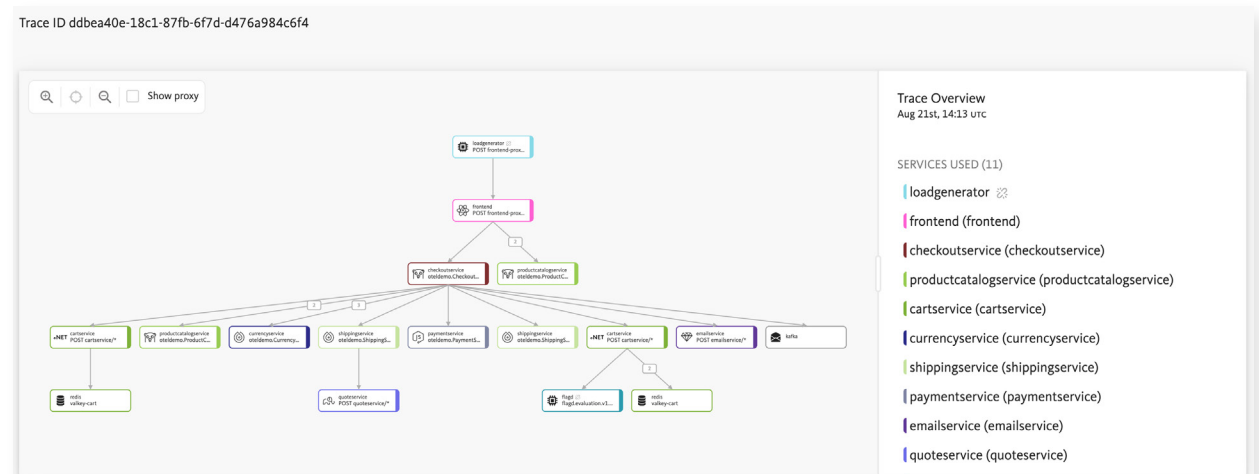 Trace ID ddbea40e-18c1-87fb-6f7d-d476a984c6f4
Show proxy
loadgenerator
POST frontend-prox...
frontend
POST frontend-prox...
2
checkoutservice
oteldemo.Checkout...
productcatalogservice
oteldemo.ProductC...
cartservice
POST cartservice/*
.NET
productcatalogservice
oteldemo.ProductC...
currencyservice
oteldemo.Currency...
shippingservice
oteldemo.ShippingS...
paymentservice
oteldemo.PaymentS...
shippingservice
oteldemo.ShippingS...
.NET
cartservice
POST cartservice/*
emailservice
POST emailservice/*
kafka
redis
valkey-cart
quoteservice
POST quoteservice/*
flagd
flagd.evaluation.v1...
2
redis
valkey-cart
Trace Overview
Aug 21st, 14:13 UTC
SERVICES USED (11)
loadgenerator
frontend (frontend)
checkoutservice (checkoutservice)
productcatalogservice (productcatalogservice)
cartservice (cartservice)
currencyservice (currencyservice)
shippingservice (shippingservice)
paymentservice (paymentservice)
emailservice (emailservice)
quoteservice (quoteservice)